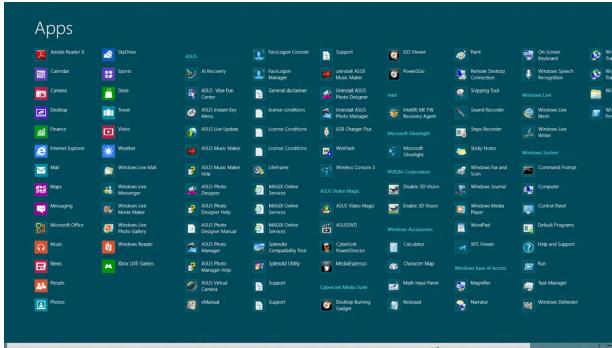 Apps
Adobe Reader X
Calendar
Camera
Desktop
Finance
Internet Explorer
Mail
Maps
Messaging
Microsoft Office
Music
News
People
Photos
SkyDrive
Sports
Store
Travel
Video
Weather
Windows Live Mail
Windows Live
Messenger
Windows Live
Movie Maker
Windows Live
Photo Gallery
Windows Reader
Xbox LIVE Games
ASUS
AI Recovery
ASUS Vibe Fun
Center
ASUS Instant Key
Menu
ASUS Live Update
ASUS Music Maker
ASUS Music Maker
help
ASUS Photo
Designer
ASUS Photo
Designer Help
ASUS Photo
Designer Manual
ASUS Photo
Manager
ASUS Photo
Manager Help
ASUS Virtual
Camera
eManual
FaceLogon Console
FaceLogon
Manager
General disclaimer
license conditions
License Conditions
License Conditions
LifeFrame
MAGIX Online
Services
MAGIX Online
Services
MAGIX Online
Services
Splendid
Compatibility Tool
Splendid Utility
Support
Support
Support
uninstall ASUS
Music Maker
Uninstall ASUS
Photo Designer
Uninstall ASUS
Photo Manager
USB Charger Plus
WinFlash
Wireless Console 3
ASUS Video Magic
ASUS Video Magic
ASUSDVD
CyberLink
PowerDirector
MediaEspresso
CyberLink Media Suite
Desktop Burning
Gadget
ISO Viewer
Power2Go
Intel
Intel(R) ME FW
Recovery Agent
Microsoft Silverlight
Microsoft
Silverlight
NVIDIA Corporation
Disable 3D Vision
Enable 3D Vision
Windows Accessories
Calculator
Character Map
Math Input Panel
Notepad
Paint
Remote Desktop
Connection
Snipping Tool
Sound Recorder
Steps Recorder
Sticky Notes
Windows Fax and
Scan
Windows Journal
Windows Media
Player
WordPad
XPS Viewer
Windows Ease of Access
Magnifier
Narrator
On-Screen
Keyboard
Windows Speech
Recognition
Windows Live
Windows Live
Mesh
Windows Live
Writer
Windows System
Command Prompt
Computer
Control Panel
Default Programs
Help and Support
Run
Task Manager
Windows Defender